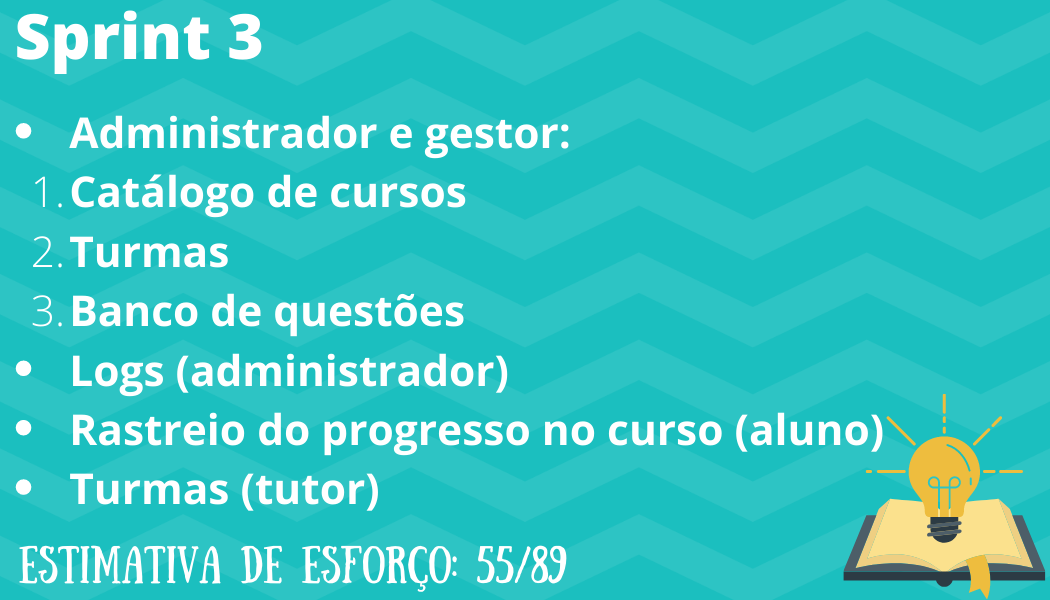 Sprint 3
• Administrador e gestor:
1. Catálogo de cursos
2. Turmas
3. Banco de questões
• Logs (administrador)
• Rastreio do progresso no curso (aluno)
• Turmas (tutor)
ESTIMATIVA DE ESFORÇO: 55/89